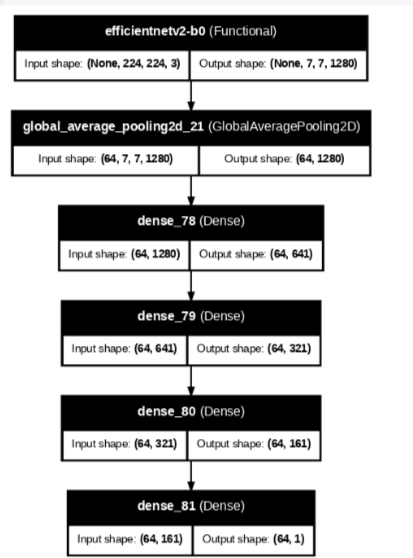 efficientnetv2-b0 (Functional)
Input shape: (None, 224, 224, 3) Output shape: (None, 7, 7, 1280)
global_average_pooling2d_21 (GlobalAveragePooling2D)
Input shape: (64, 7, 7, 1280) Output shape: (64, 1280)
dense_78 (Dense)
Input shape: (64, 1280) Output shape: (64, 641)
dense_79 (Dense)
Input shape: (64, 641) Output shape: (64, 321)
dense_80 (Dense)
Input shape: (64, 321) Output shape: (64, 161)
dense_81 (Dense)
Input shape: (64, 161) Output shape: (64, 1)